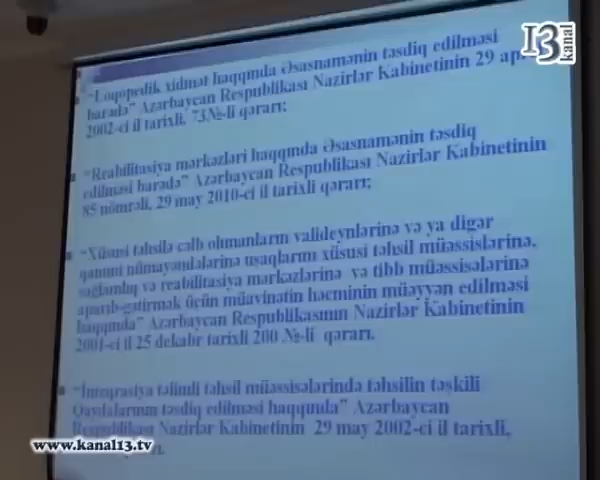 13 kanal
"Loqopedik xidmət haqqında Əsasnamənin təsdiq edilməsi
barədə" Azərbaycan Respublikası Nazirlər Kabinetinin 29 apr
2002-ci il tarixli, 73№-li qərarı;
"Reabilitasiya mərkəzləri haqqında Əsasnamənin təsdiq
edilməsi barədə" Azərbaycan Respublikası Nazirlər Kabinetinin
85 nömrəli, 29 may 2010-ci il tarixli qərarı;
"Xüsusi təhsilə cəlb olunanların valideynlərinə və ya digər
qanuni nümayəndələrinə uşaqlarını xüsusi təhsil müəssislərinə,
sağlamlıq və reabilitasiya mərkəzlərinə və tibb müəssisələrinə
aparıb-gətirmək üçün müavinətin həcminin müəyyən edilməsi
haqqında" Azərbaycan Respublikasının Nazirlər Kabinetinin
2001-ci il 25 dekabr tarixli 200 №-li qərarı.
"İnteqrasiya təlimli təhsil müəssisələrində təhsilin təşkili
Qaydalarının təsdiq edilməsi haqqında" Azərbaycan
Respublikası Nazirlər Kabinetinin 29 may 2002-ci il tarixli,
www.kanal13.tv